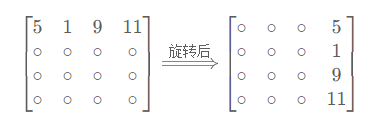 5 1 9 11
○ ○ ○ ○
○ ○ ○ ○
○ ○ ○ ○
旋转后
○ ○ ○ 5
○ ○ ○ 1
○ ○ ○ 9
○ ○ ○ 11